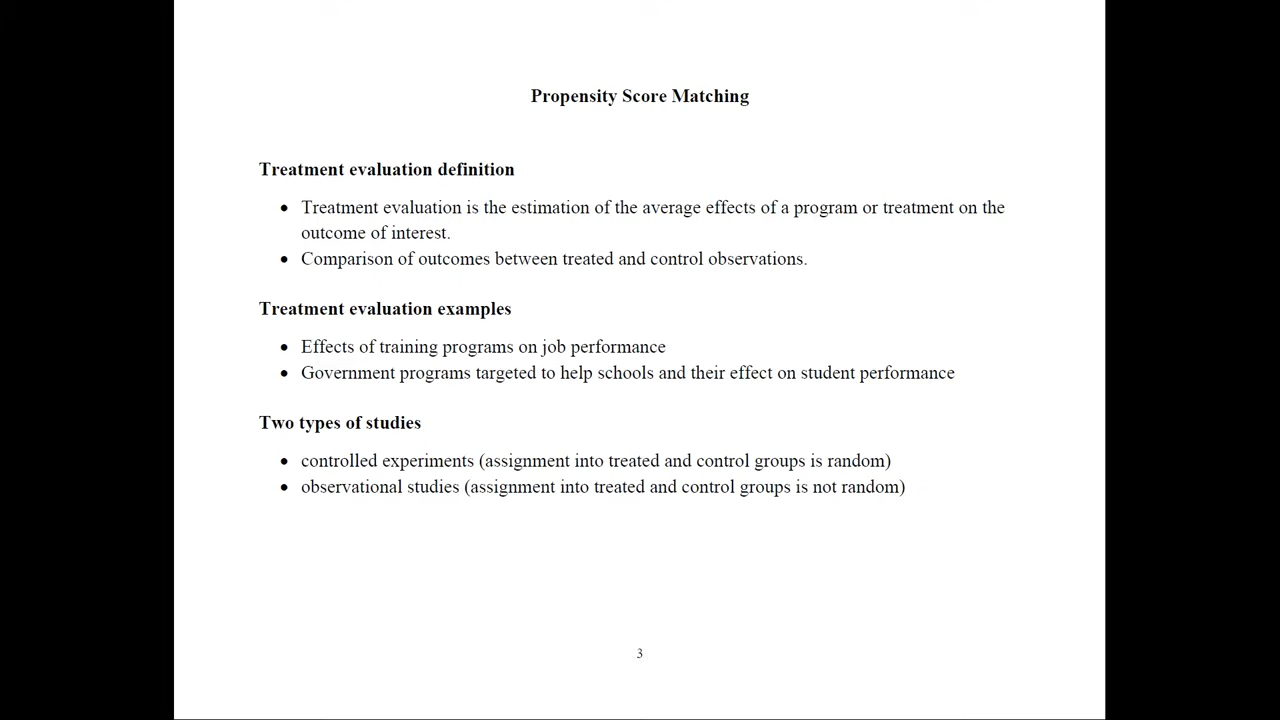 Propensity Score Matching
Treatment evaluation definition
• Treatment evaluation is the estimation of the average effects of a program or treatment on the
outcome of interest.
• Comparison of outcomes between treated and control observations.
Treatment evaluation examples
• Effects of training programs on job performance
• Government programs targeted to help schools and their effect on student performance
Two types of studies
• controlled experiments (assignment into treated and control groups is random)
• observational studies (assignment into treated and control groups is not random)
3